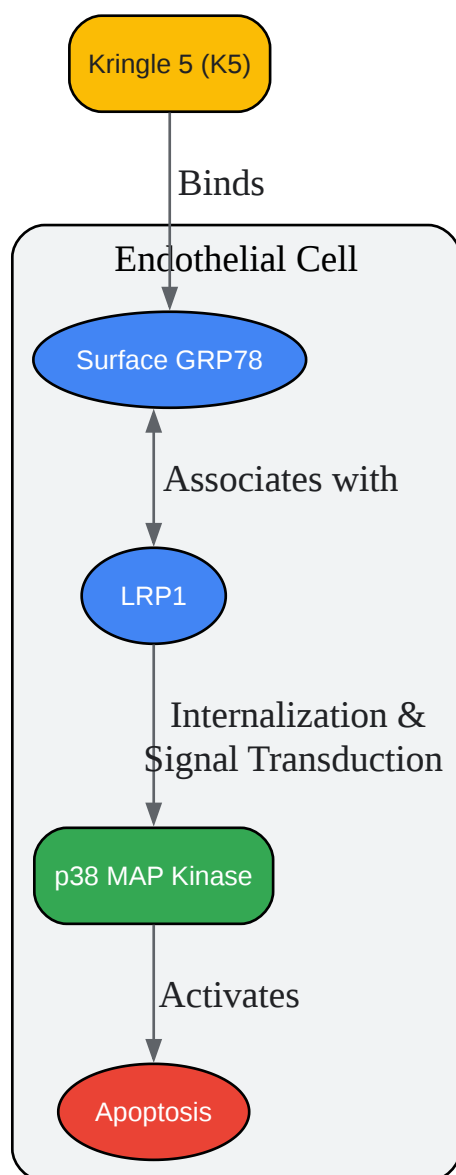 Kringle 5 (K5)
Binds
Endothelial Cell
Surface GRP78
Associates with
LRP1
Internalization &
Signal Transduction
p38 MAP Kinase
Activates
Apoptosis